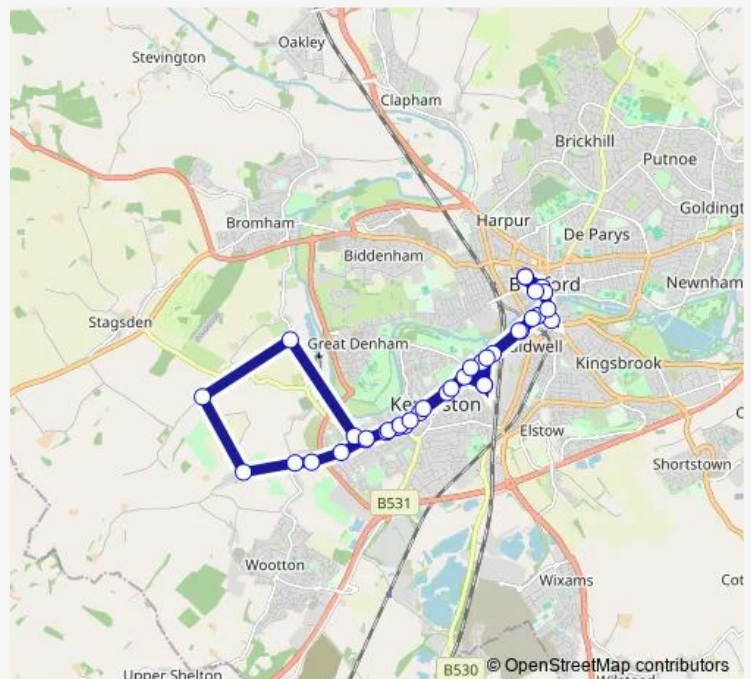 Oakley
Stevington
Clapham
Brickhill
Putnoe
Goldingt
Harpur
De Parys
Bromham
Biddenham
Newnham
Stagsden
Great Denham
Kingsbrook
Elstow
Shortstown
B531
Wootton
Wixams
Cot
Upper Shelton
B530
© OpenStreetMap contributors